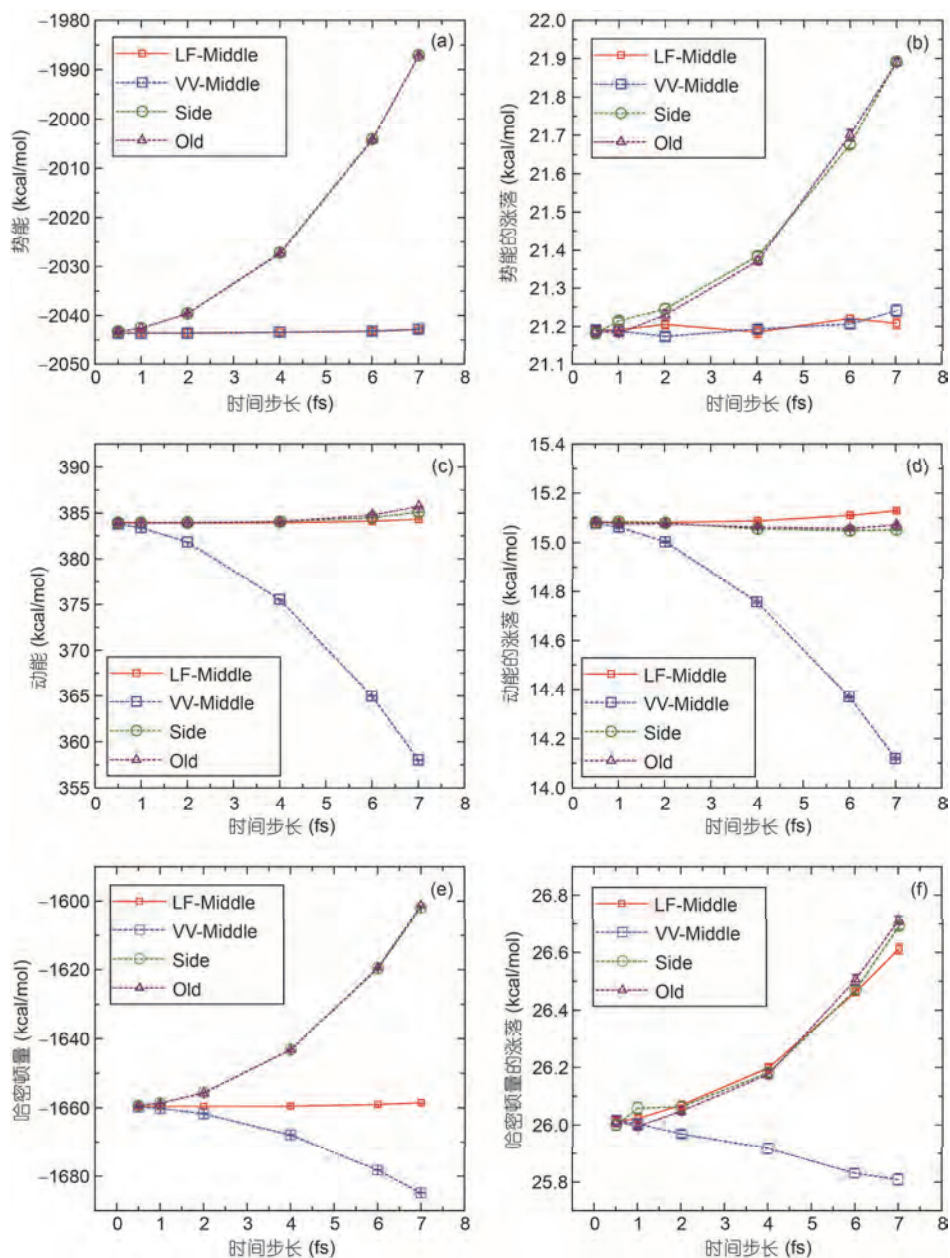 (a)
势能 (kcal/mol)
−1980
−1990
−2000
−2010
−2020
−2030
−2040
−2050
LF-Middle
VV-Middle
Side
Old
0 1 2 3 4 5 6 7 8
时间步长 (fs)
(b)
势能的涨落 (kcal/mol)
22.0
21.9
21.8
21.7
21.6
21.5
21.4
21.3
21.2
21.1
LF-Middle
VV-Middle
Side
Old
0 1 2 3 4 5 6 7 8
时间步长 (fs)
(c)
动能 (kcal/mol)
390
385
380
375
370
365
360
355
LF-Middle
VV-Middle
Side
Old
0 1 2 3 4 5 6 7 8
时间步长 (fs)
(d)
动能的涨落 (kcal/mol)
15.4
15.2
15.0
14.8
14.6
14.4
14.2
14.0
LF-Middle
VV-Middle
Side
Old
0 1 2 3 4 5 6 7 8
时间步长 (fs)
(e)
哈密顿量 (kcal/mol)
−1600
−1620
−1640
−1660
−1680
LF-Middle
VV-Middle
Side
Old
0 1 2 3 4 5 6 7 8
时间步长 (fs)
(f)
哈密顿量的涨落 (kcal/mol)
26.8
26.6
26.4
26.2
26.0
25.8
LF-Middle
VV-Middle
Side
Old
0 1 2 3 4 5 6 7 8
时间步长 (fs)